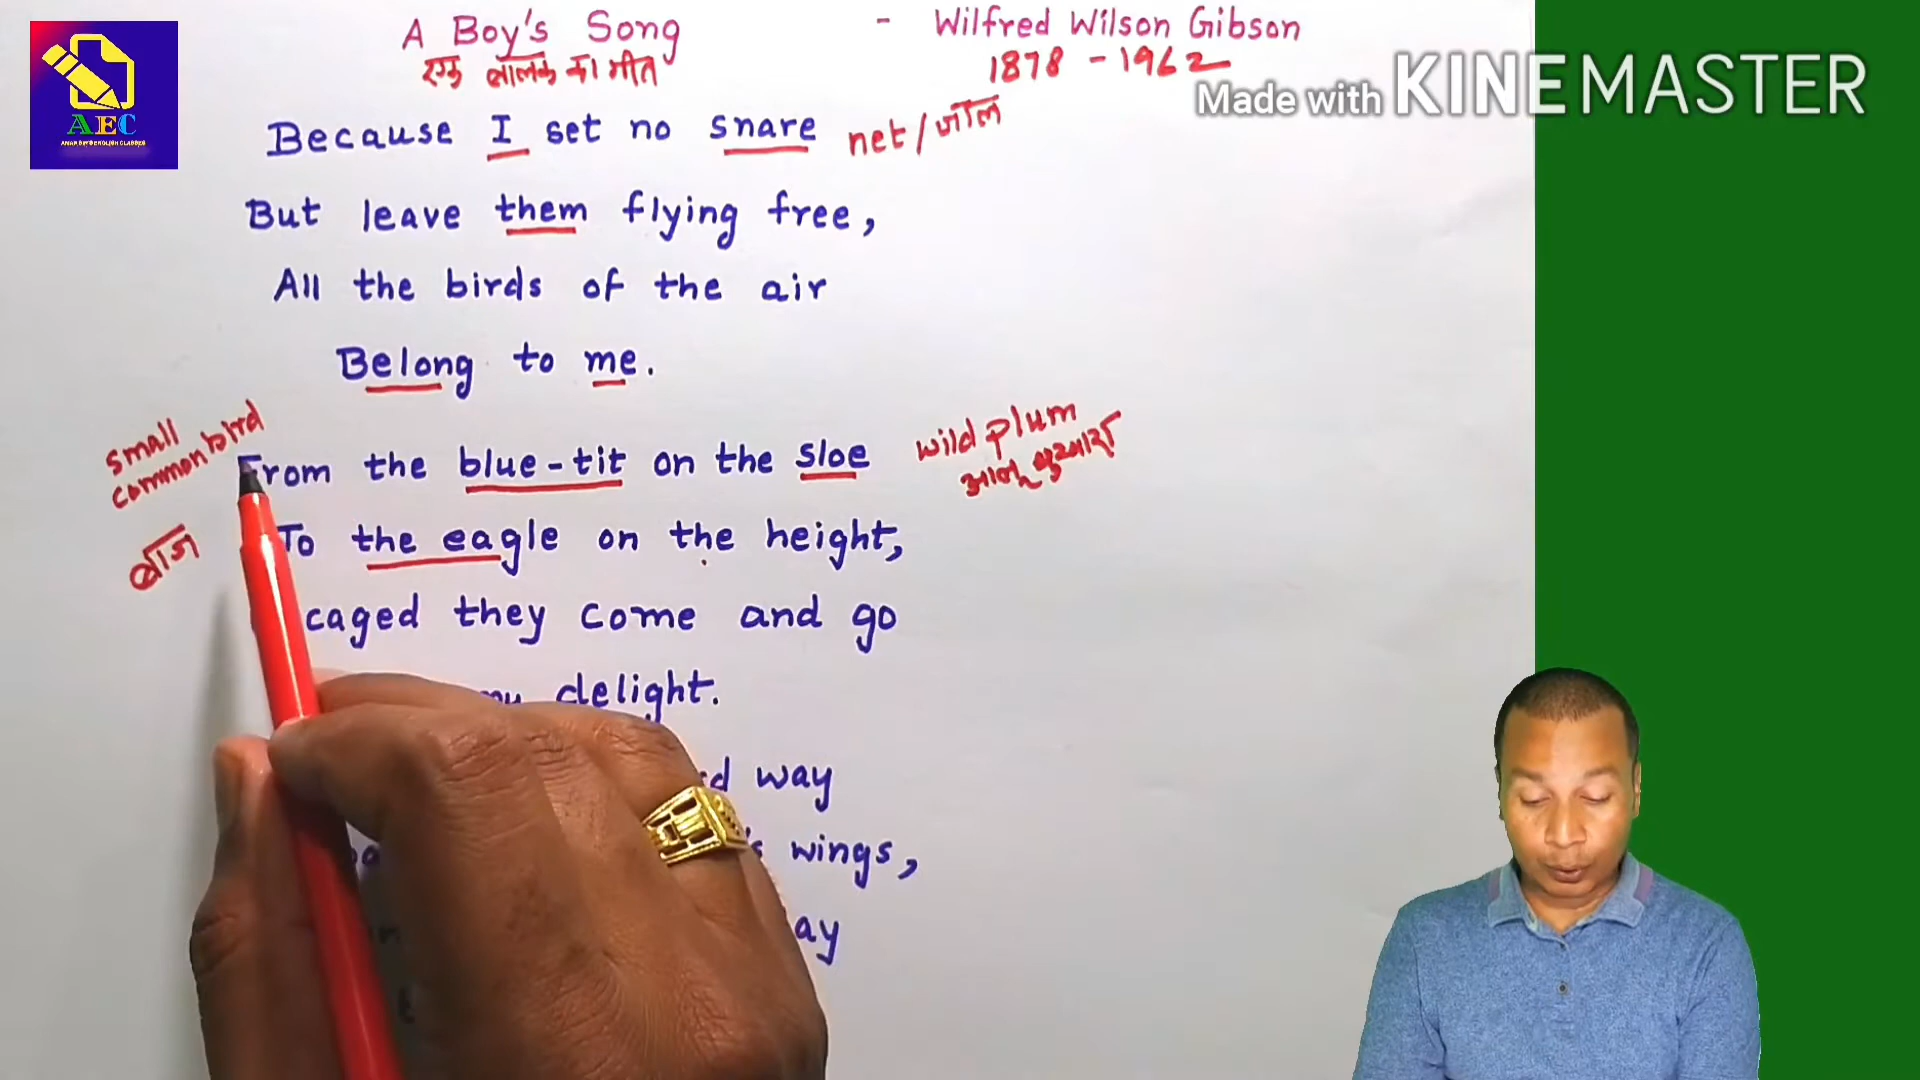 A Boy's Song - Wilfred Wilson Gibson
एक बालक का गीत 1878 - 1962
Made with KINEMASTER
AEC
Because I set no snare net/जाल
But leave them flying free,
All the birds of the air
Belong to me.
small
common bird
From the blue-tit on the sloe wild plum
बाज
To the eagle on the height,
caged they come and go
delight.
way
wings,